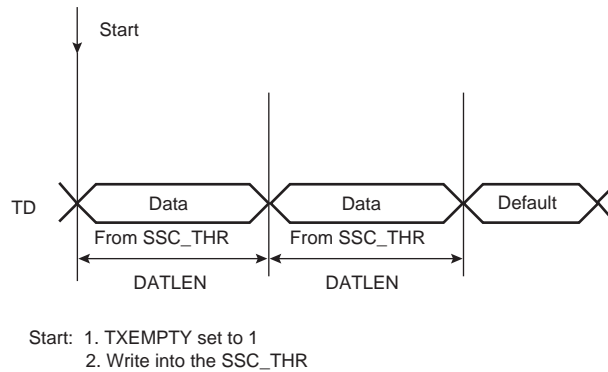 Start
TD
Data
Data
Default
From SSC_THR
From SSC_THR
DATLEN
DATLEN
Start: 1. TXEMPTY set to 1
2. Write into the SSC_THR